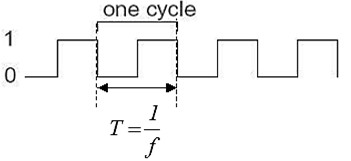 one cycle
1
0
T = 1/f